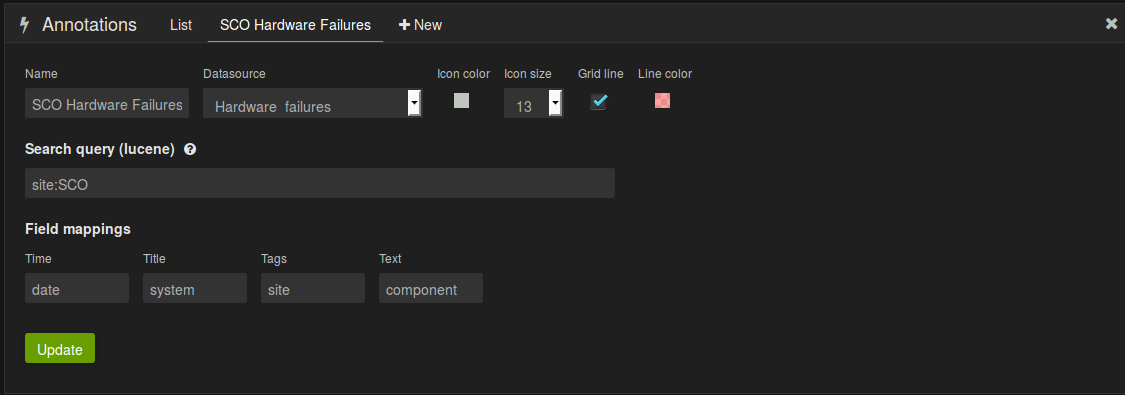 Annotations List SCO Hardware Failures New
Name Datasource Icon color Icon size Grid line Line color
SCO Hardware Failures Hardware failures 13
Search query (lucene) ?
site:SCO
Field mappings
Time Title Tags Text
date system site component
Update